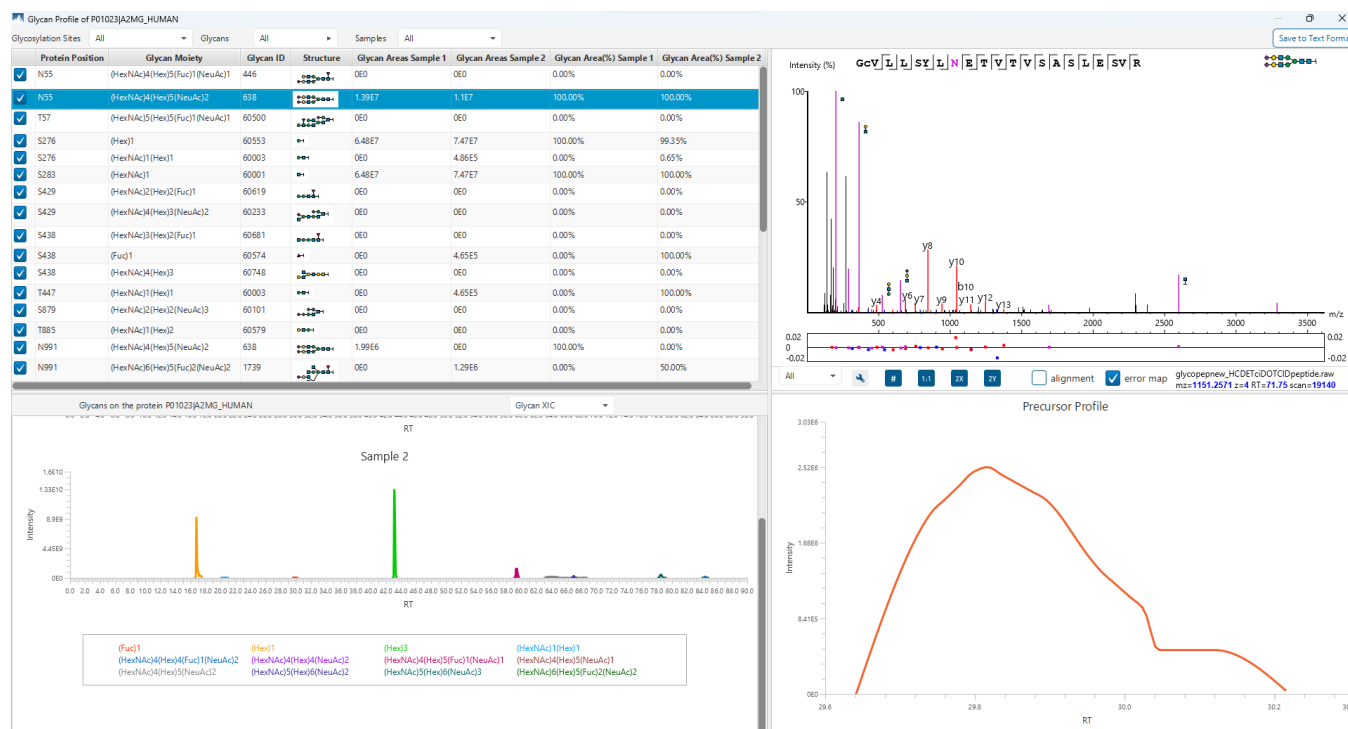 Glycan Profile of P01023|A2MG_HUMAN
Glycosylation Sites All Glycans All Samples All
Save to Text Forma
Protein Position Glycan Moiety Glycan ID Structure Glycan Areas Sample 1 Glycan Areas Sample 2 Glycan Area(%) Sample 1 Glycan Area(%) Sample 2
N55 (HexNAc)4(Hex)5(Fuc)1(NeuAc)1 446 0E0 0E0 0.00% 0.00%
N55 (HexNAc)4(Hex)5(NeuAc)2 638 1.39E7 1.1E7 100.00% 100.00%
T57 (HexNAc)5(Hex)5(Fuc)1(NeuAc)1 60500 0E0 0E0 0.00% 0.00%
S276 (Hex)1 60553 6.48E7 7.47E7 100.00% 99.35%
S276 (HexNAc)1(Hex)1 60003 0E0 4.86E5 0.00% 0.65%
S283 (HexNAc)1 60001 6.48E7 7.47E7 100.00% 100.00%
S429 (HexNAc)2(Hex)2(Fuc)1 60619 0E0 0E0 0.00% 0.00%
S429 (HexNAc)4(Hex)3(NeuAc)2 60233 0E0 0E0 0.00% 0.00%
S438 (HexNAc)3(Hex)2(Fuc)1 60681 0E0 0E0 0.00% 0.00%
S438 (Fuc)1 60574 0E0 4.65E5 0.00% 100.00%
S438 (HexNAc)4(Hex)3 60748 0E0 0E0 0.00% 0.00%
T447 (HexNAc)1(Hex)1 60003 0E0 4.65E5 0.00% 100.00%
S879 (HexNAc)2(Hex)2(NeuAc)3 60101 0E0 0E0 0.00% 0.00%
T885 (HexNAc)1(Hex)2 60579 0E0 0E0 0.00% 0.00%
N991 (HexNAc)4(Hex)5(NeuAc)2 638 1.99E6 0E0 100.00% 0.00%
N991 (HexNAc)6(Hex)5(Fuc)2(NeuAc)2 1739 0E0 1.29E6 0.00% 50.00%
Intensity (%) GcVLLSYLNETVTVSASLESVR
100
50
y8
y10
b10
y4 y6 y7 y9 y11 y12 y13
m/z
500 1000 1500 2000 2500 3000 3500
0.02 0.02
0 0
-0.02 -0.02
All # 1:1 2X 2Y alignment error map
glycopepnew_HCDETciDOTCIDpeptide.raw
mz=1151.2571 z=4 RT=71.75 scan=19140
Glycans on the protein P01023|A2MG_HUMAN Glycan XIC
RT
Sample 2
Intensity
1.6E10
1.33E10
8.9E9
4.45E9
0E0
0.0 2.0 4.0 6.0 8.0 10.0 12.0 14.0 16.0 18.0 20.0 22.0 24.0 26.0 28.0 30.0 32.0 34.0 36.0 38.0 40.0 42.0 44.0 46.0 48.0 50.0 52.0 54.0 56.0 58.0 60.0 62.0 64.0 66.0 68.0 70.0 72.0 74.0 76.0 78.0 80.0 82.0 84.0 86.0 88.0 90.0
RT
(Fuc)1 (Hex)1 (Hex)3 (HexNAc)1(Hex)1
(HexNAc)4(Hex)4(Fuc)1(NeuAc)2 (HexNAc)4(Hex)4(NeuAc)2 (HexNAc)4(Hex)5(Fuc)1(NeuAc)1 (HexNAc)4(Hex)5(NeuAc)1
(HexNAc)4(Hex)5(NeuAc)2 (HexNAc)5(Hex)6(NeuAc)2 (HexNAc)5(Hex)6(NeuAc)3 (HexNAc)6(Hex)5(Fuc)2(NeuAc)2
Precursor Profile
Intensity
3.03E6
2.52E6
1.68E6
8.41E5
0E0
29.6 29.8 30.0 30.2
RT